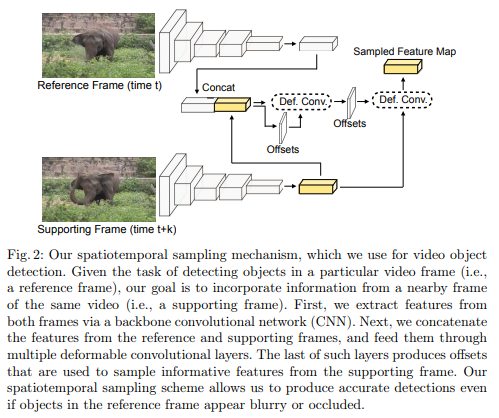 Reference Frame (time t)
Sampled Feature Map
Concat
Def. Conv.
Def. Conv.
Offsets
Offsets
Supporting Frame (time t+k)
Fig. 2: Our spatiotemporal sampling mechanism, which we use for video object
detection. Given the task of detecting objects in a particular video frame (i.e.,
a reference frame), our goal is to incorporate information from a nearby frame
of the same video (i.e., a supporting frame). First, we extract features from
both frames via a backbone convolutional network (CNN). Next, we concatenate
the features from the reference and supporting frames, and feed them through
multiple deformable convolutional layers. The last of such layers produces offsets
that are used to sample informative features from the supporting frame. Our
spatiotemporal sampling scheme allows us to produce accurate detections even
if objects in the reference frame appear blurry or occluded.